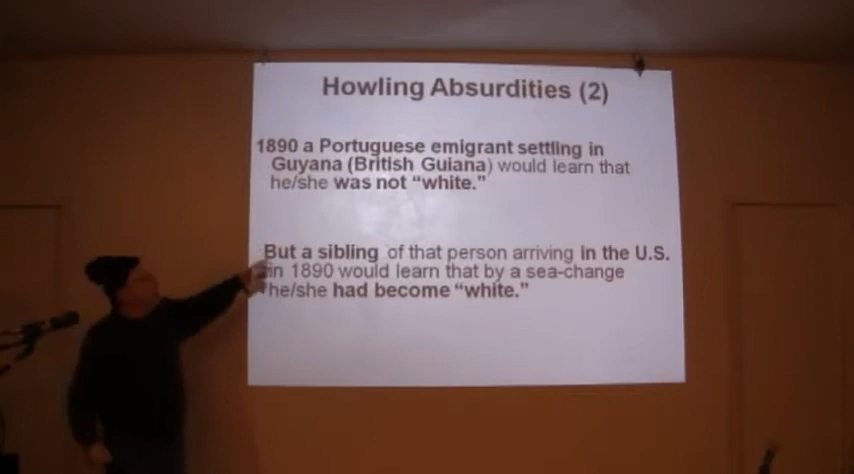 Howling Absurdities (2)
1890 a Portuguese emigrant settling in
Guyana (British Guiana) would learn that
he/she was not “white.”
But a sibling of that person arriving in the U.S.
in 1890 would learn that by a sea-change
he/she had become “white.”